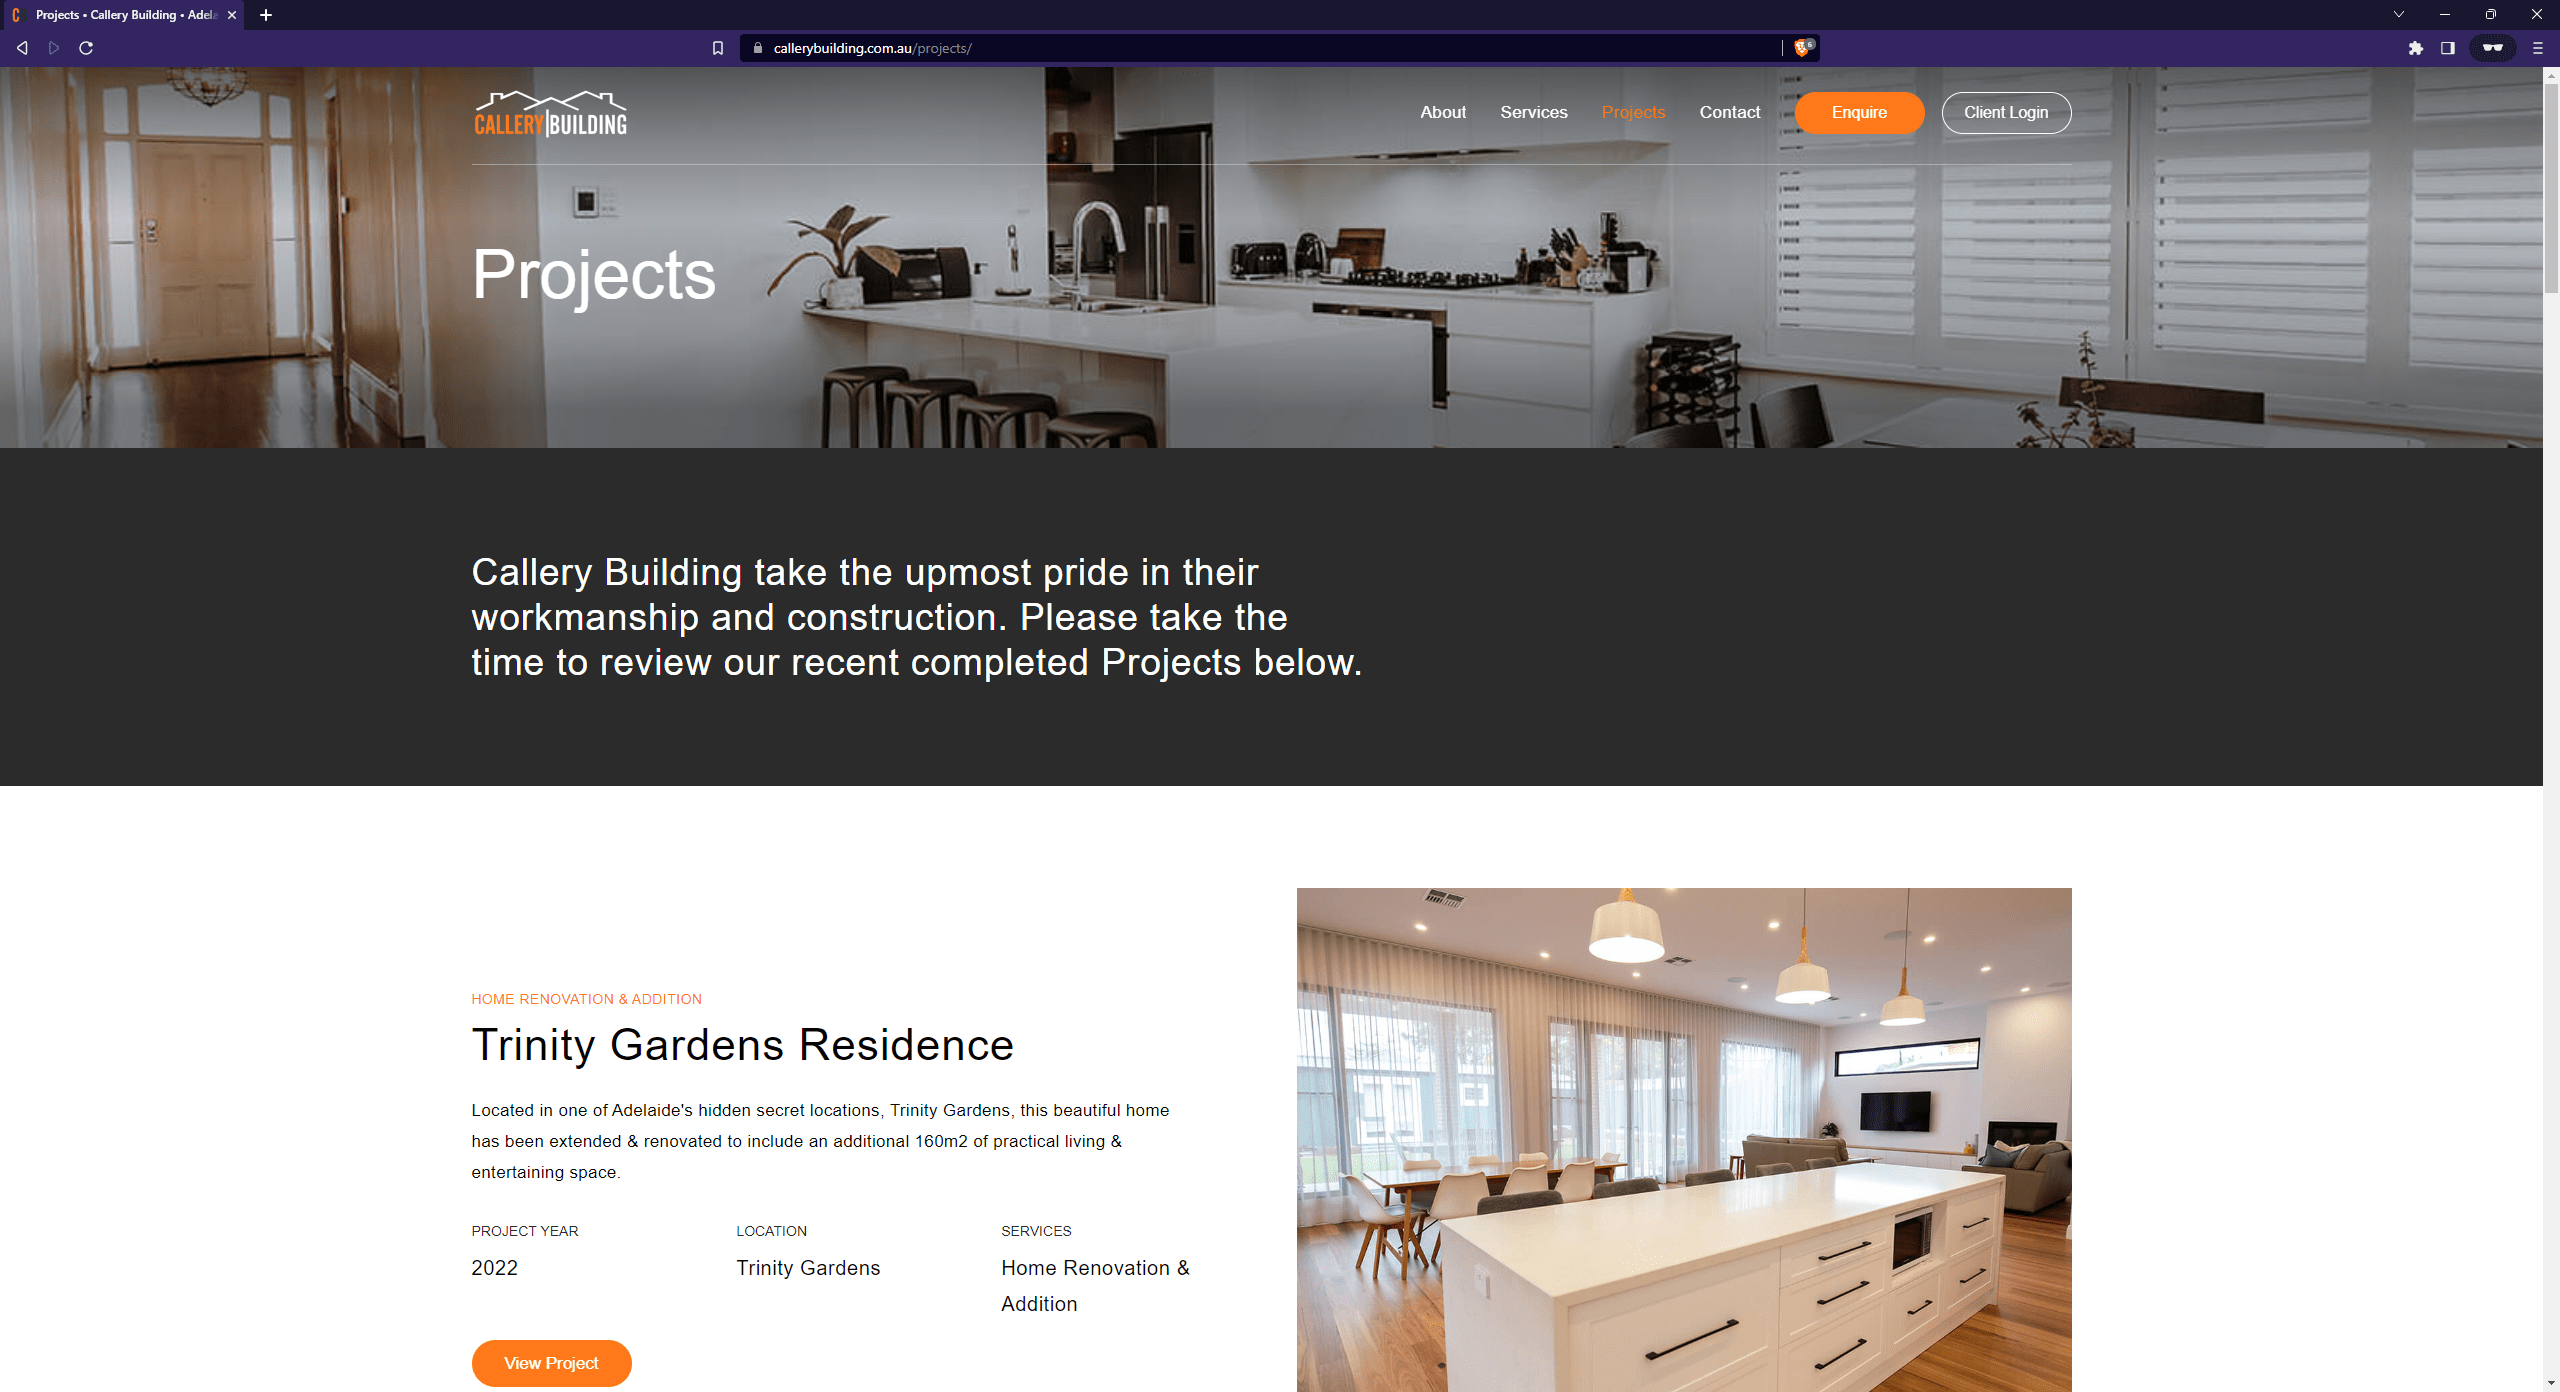 Projects • Callery Building • Adela
callerybuilding.com.au/projects/
6
CALLERY BUILDING
About Services Projects Contact Enquire Client Login
Projects
Callery Building take the upmost pride in their
workmanship and construction. Please take the
time to review our recent completed Projects below.
HOME RENOVATION & ADDITION
Trinity Gardens Residence
Located in one of Adelaide's hidden secret locations, Trinity Gardens, this beautiful home
has been extended & renovated to include an additional 160m2 of practical living &
entertaining space.
PROJECT YEAR LOCATION SERVICES
2022 Trinity Gardens Home Renovation &
Addition
View Project